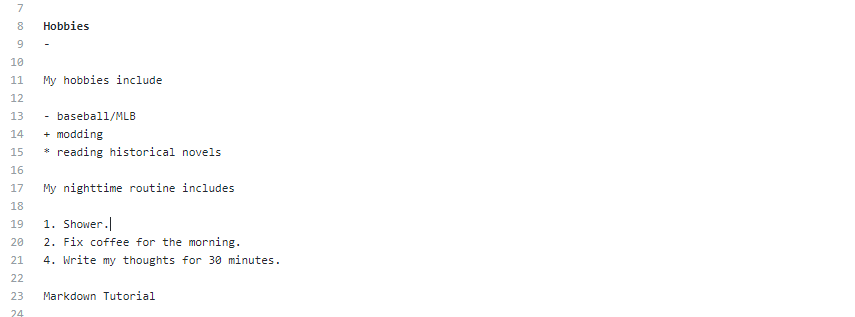 7
8 Hobbies
9 -
10
11 My hobbies include
12
13 - baseball/MLB
14 + modding
15 * reading historical novels
16
17 My nighttime routine includes
18
19 1. Shower.
20 2. Fix coffee for the morning.
21 4. Write my thoughts for 30 minutes.
22
23 Markdown Tutorial
24